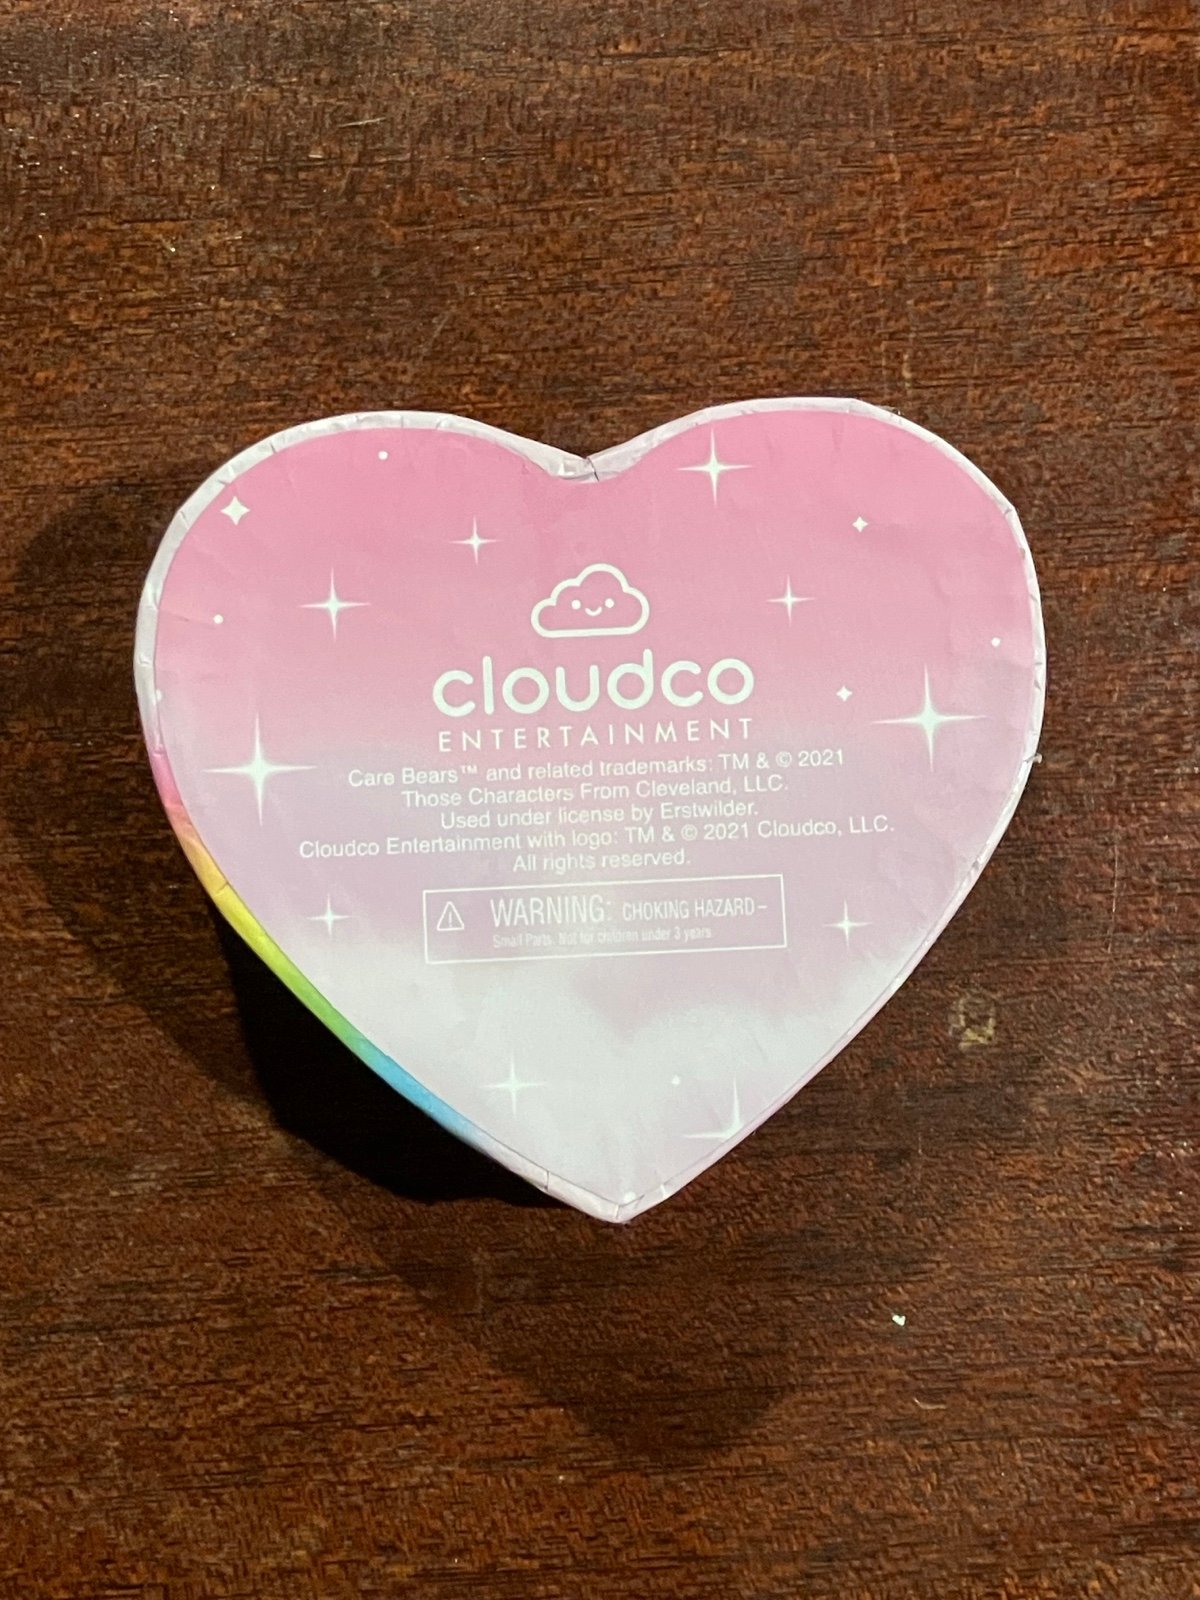 cloudco
ENTERTAINMENT
Care Bears™ and related trademarks: TM & © 2021
Those Characters From Cleveland, LLC.
Used under license by Erstwilder.
Cloudco Entertainment with logo: TM & © 2021 Cloudco, LLC.
All rights reserved.
WARNING: CHOKING HAZARD–
Small Parts. Not for children under 3 years.